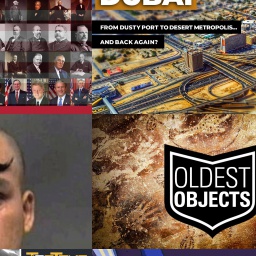 DUBAI
FROM DUSTY PORT TO DESERT METROPOLIS...
AND BACK AGAIN?
OLDEST
OBJECTS